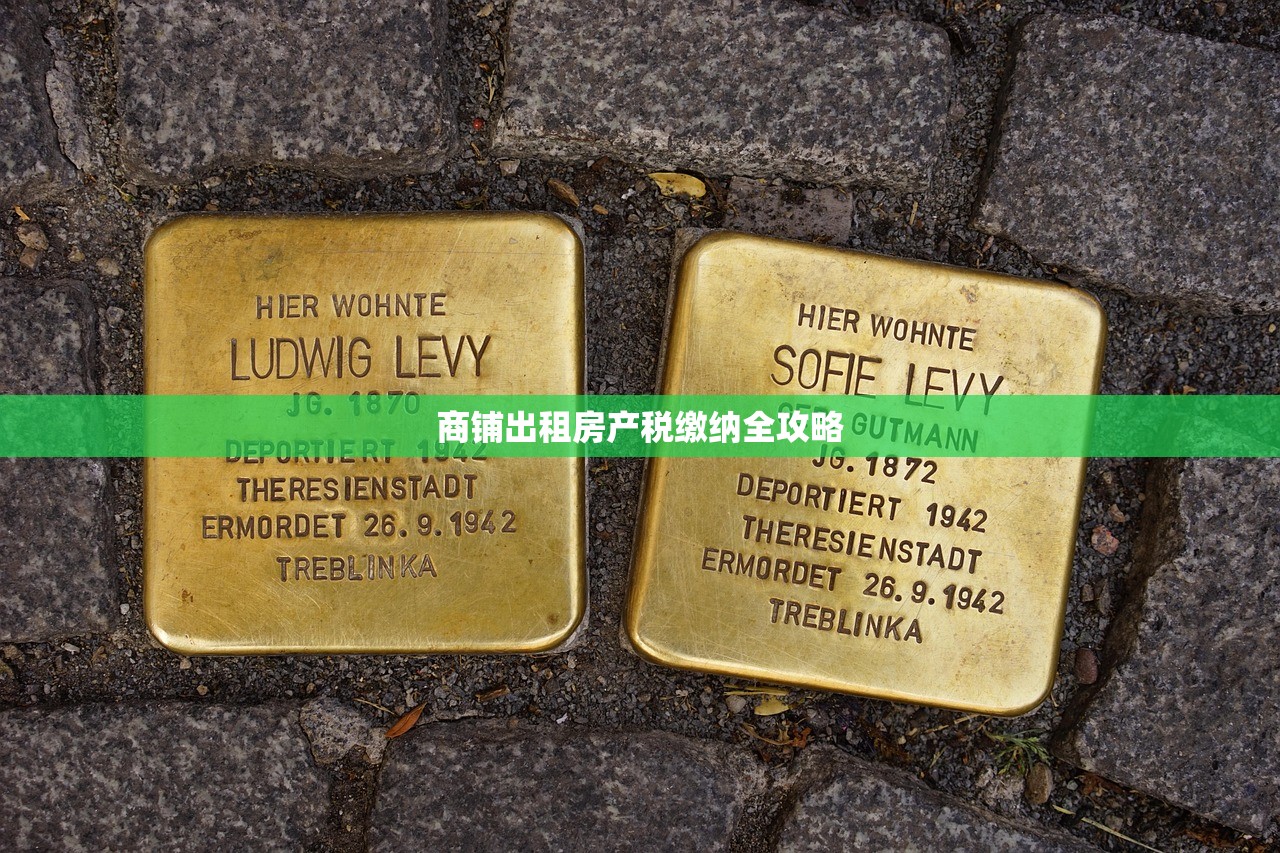 HIER WOHNTE
LUDWIG LEVY
JG. 1870
DEPORTIERT 1942
THERESIENSTADT
ERMORDET 26.9.1942
TREBLINKA
HIER WOHNTE
SOFIE LEVY
GEB. GUTMANN
JG. 1872
DEPORTIERT 1942
THERESIENSTADT
ERMORDET 26.9.1942
TREBLINKA
商铺出租房产税缴纳全攻略